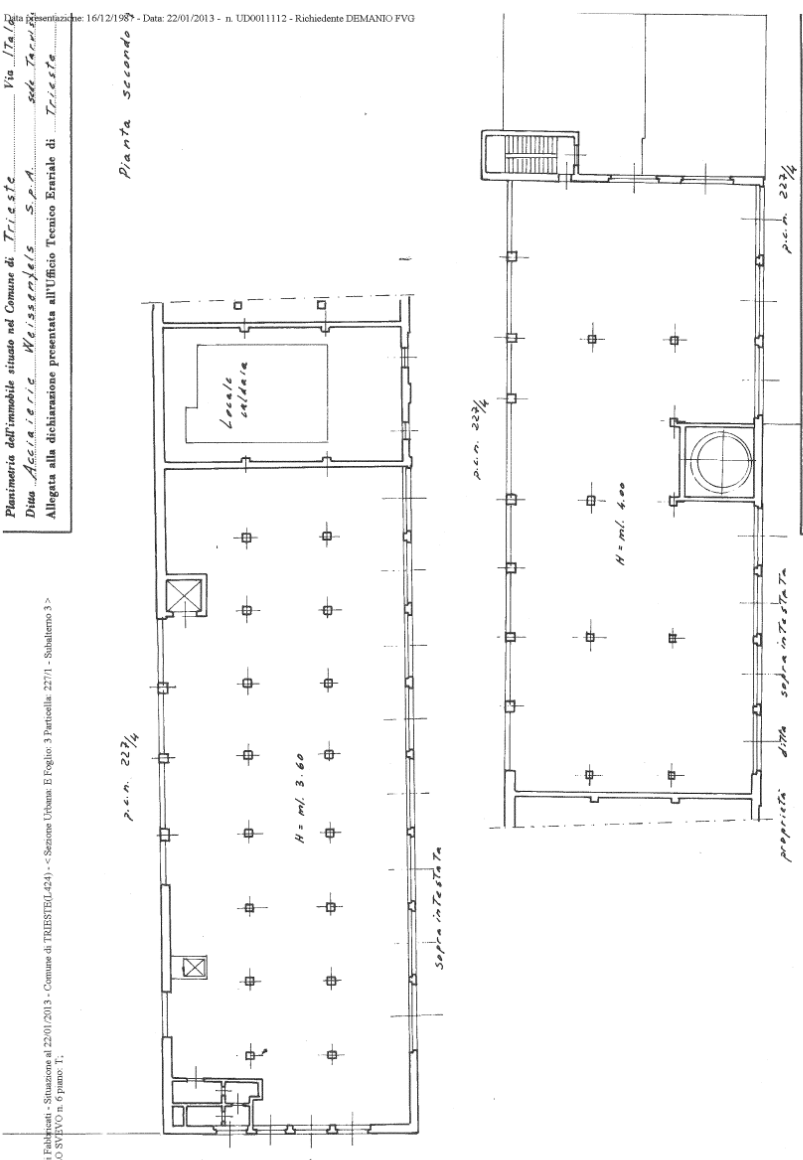 Data presentazione: 16/12/1987 - Data: 22/01/2013 - n. UD0011112 - Richiedente DEMANIO FVG
Planimetria dell'immobile situato nel Comune di Trieste Via Italo
Ditta Acciaierie Weissenfels S.p.A. sede Tarvisi
Allegata alla dichiarazione presentata all'Ufficio Tecnico Erariale di Trieste
Pianta secondo
p.c.n. 227/4
Locale
caldaia
p.c.n. 227/4
H = ml. 4.00
p.c.n. 227/4
H = ml. 3.60
sopra intestata
proprietà ditta sopra intestata
i Fabbricati - Situazione al 22/01/2013 - Comune di TRIESTE(L424) - < Sezione Urbana: E Foglio: 3 Particella: 227/1 - Subalterno 3 >
O SVEVO n. 6 piano: T;